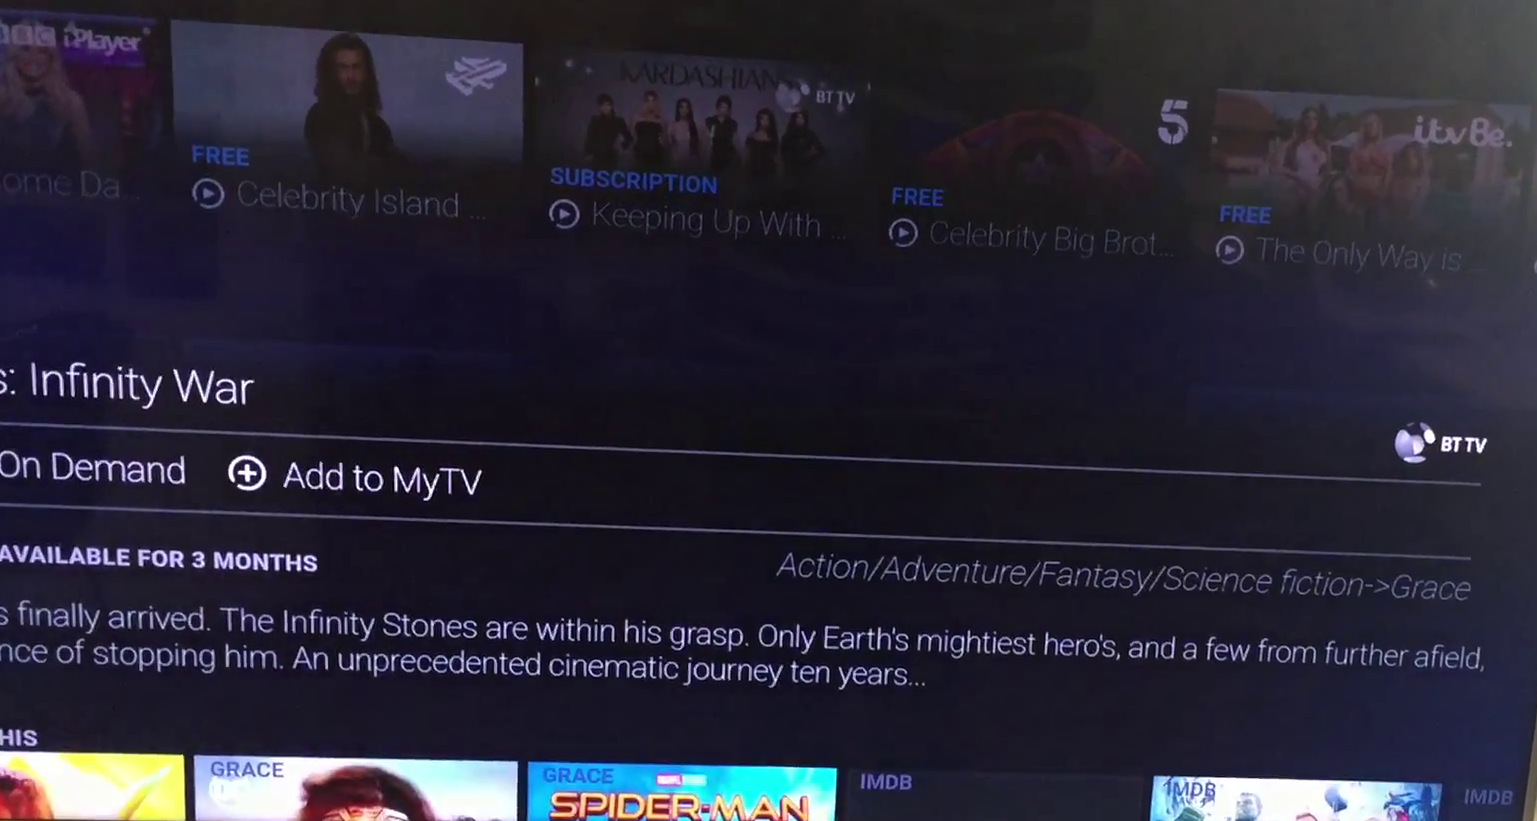 BBC iPlayer
KARDASHIAN
BT TV
5
itvBe.
FREE
SUBSCRIPTION
FREE
FREE
ome Da...
Celebrity Island ...
Keeping Up With ...
Celebrity Big Brot...
The Only Way is ...
s: Infinity War
BT TV
On Demand
Add to MyTV
AVAILABLE FOR 3 MONTHS
Action/Adventure/Fantasy/Science fiction->Grace
s finally arrived. The Infinity Stones are within his grasp. Only Earth's mightiest hero's, and a few from further afield,
nce of stopping him. An unprecedented cinematic journey ten years...
HIS
GRACE
GRACE
IMDB
IMDB
IMDB
SPIDER-MAN